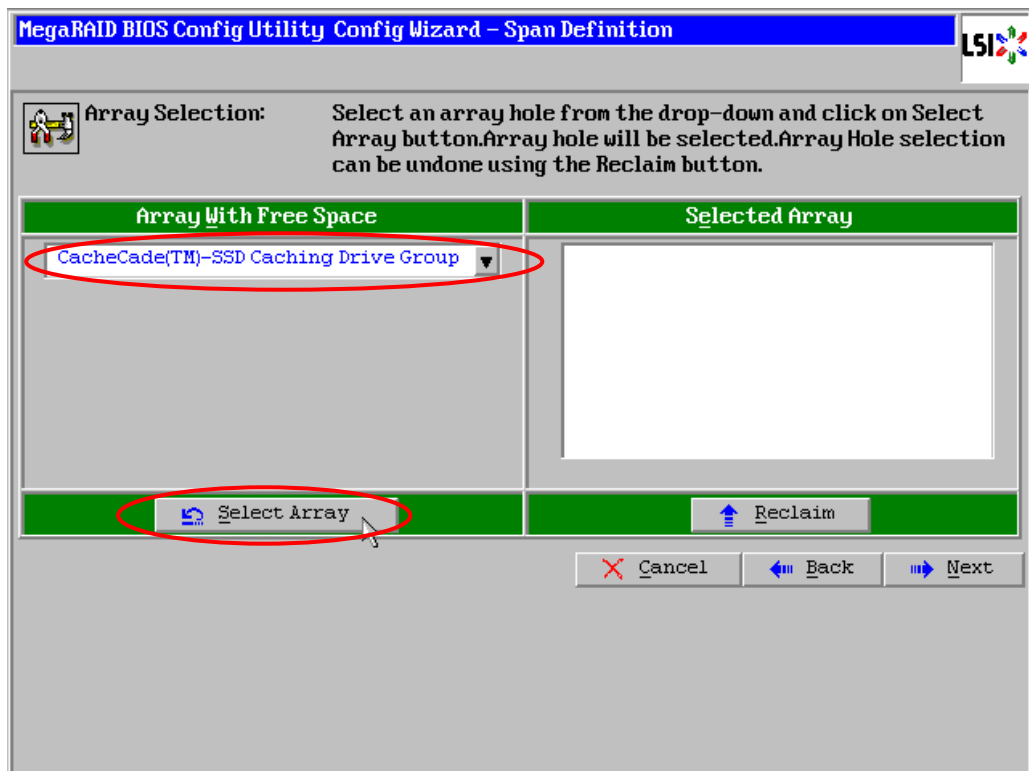 MegaRAID BIOS Config Utility Config Wizard – Span Definition
LSI
Array Selection:
Select an array hole from the drop-down and click on Select
Array button.Array hole will be selected.Array Hole selection
can be undone using the Reclaim button.
Array With Free Space
Selected Array
CacheCade(TM)-SSD Caching Drive Group
Select Array
Reclaim
Cancel
Back
Next